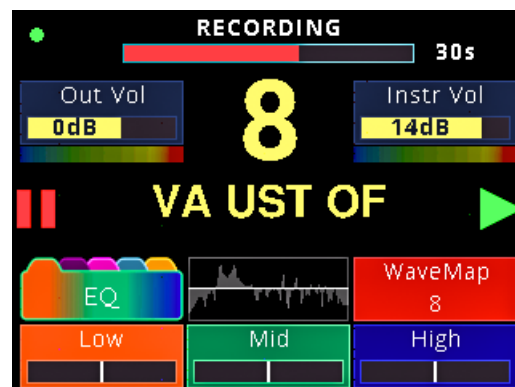 RECORDING
30s
Out Vol
0dB
8
Instr Vol
14dB
VA UST OF
EQ
WaveMap
8
Low
Mid
High